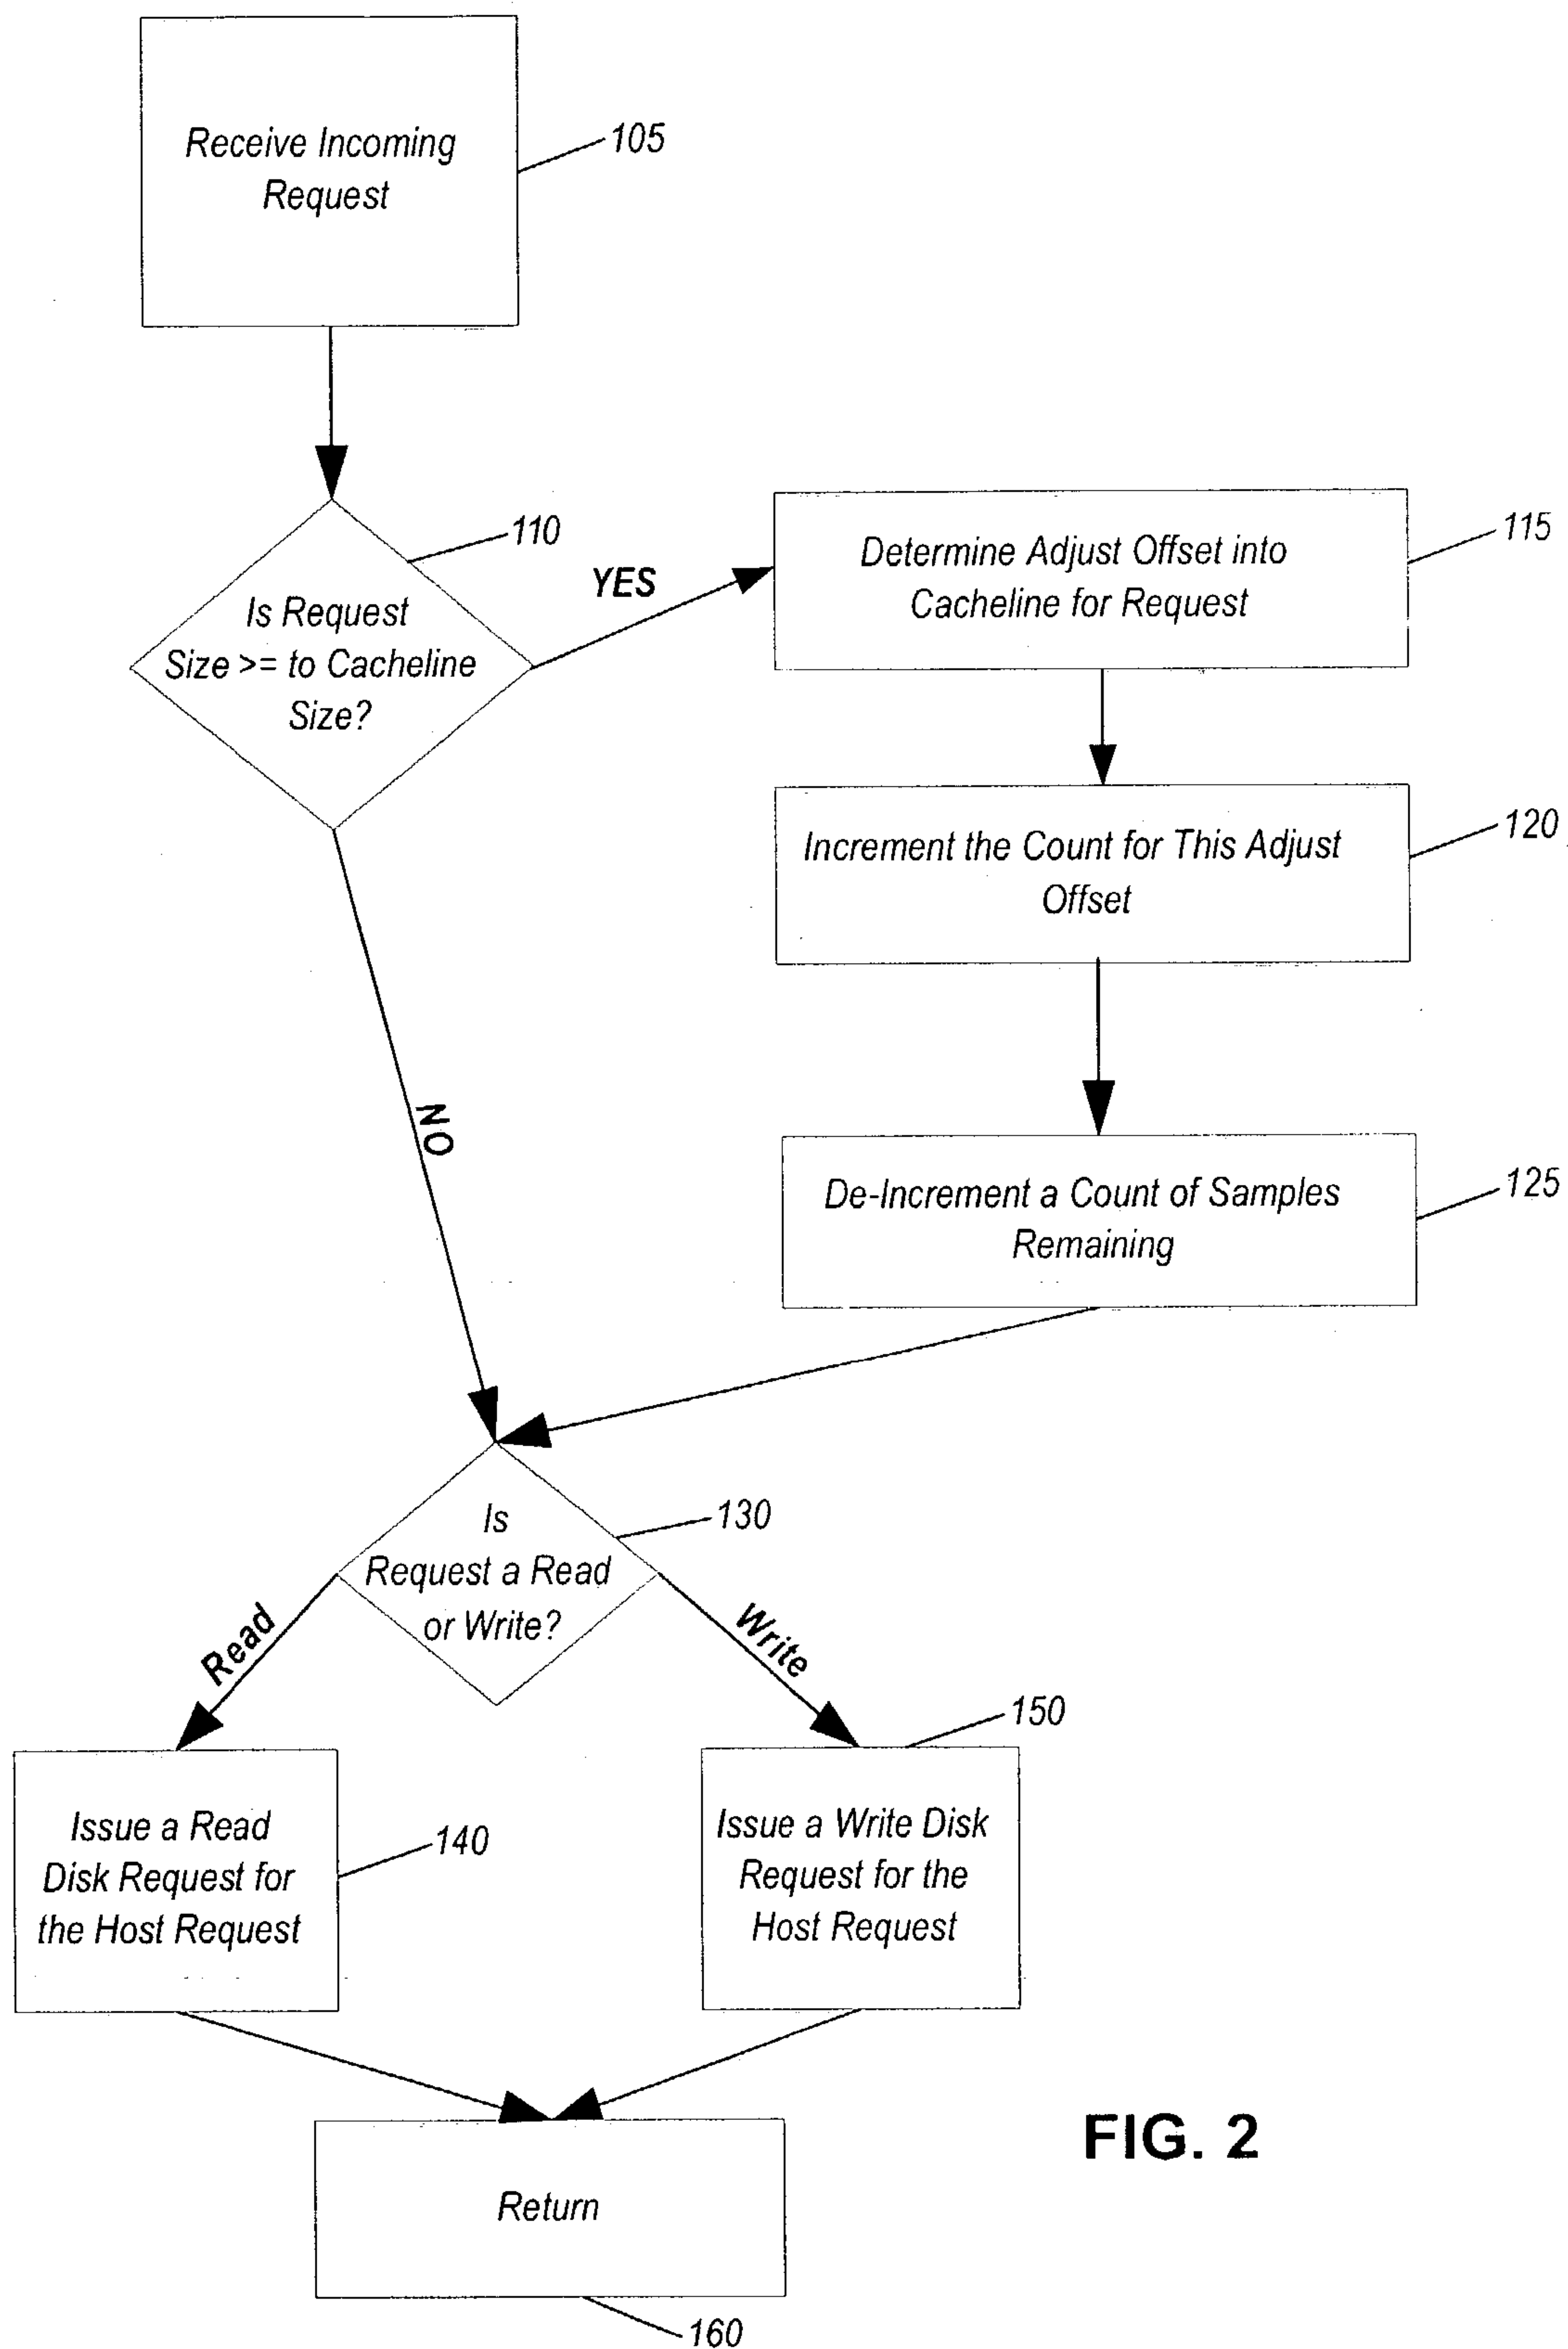 Receive Incoming
Request
105
110
Is Request
Size >= to Cacheline
Size?
YES
Determine Adjust Offset into
Cacheline for Request
115
Increment the Count for This Adjust
Offset
120
NO
De-Increment a Count of Samples
Remaining
125
Is
Request a Read
or Write?
130
Read
Write
Issue a Read
Disk Request for
the Host Request
140
150
Issue a Write Disk
Request for the
Host Request
Return
160
FIG. 2